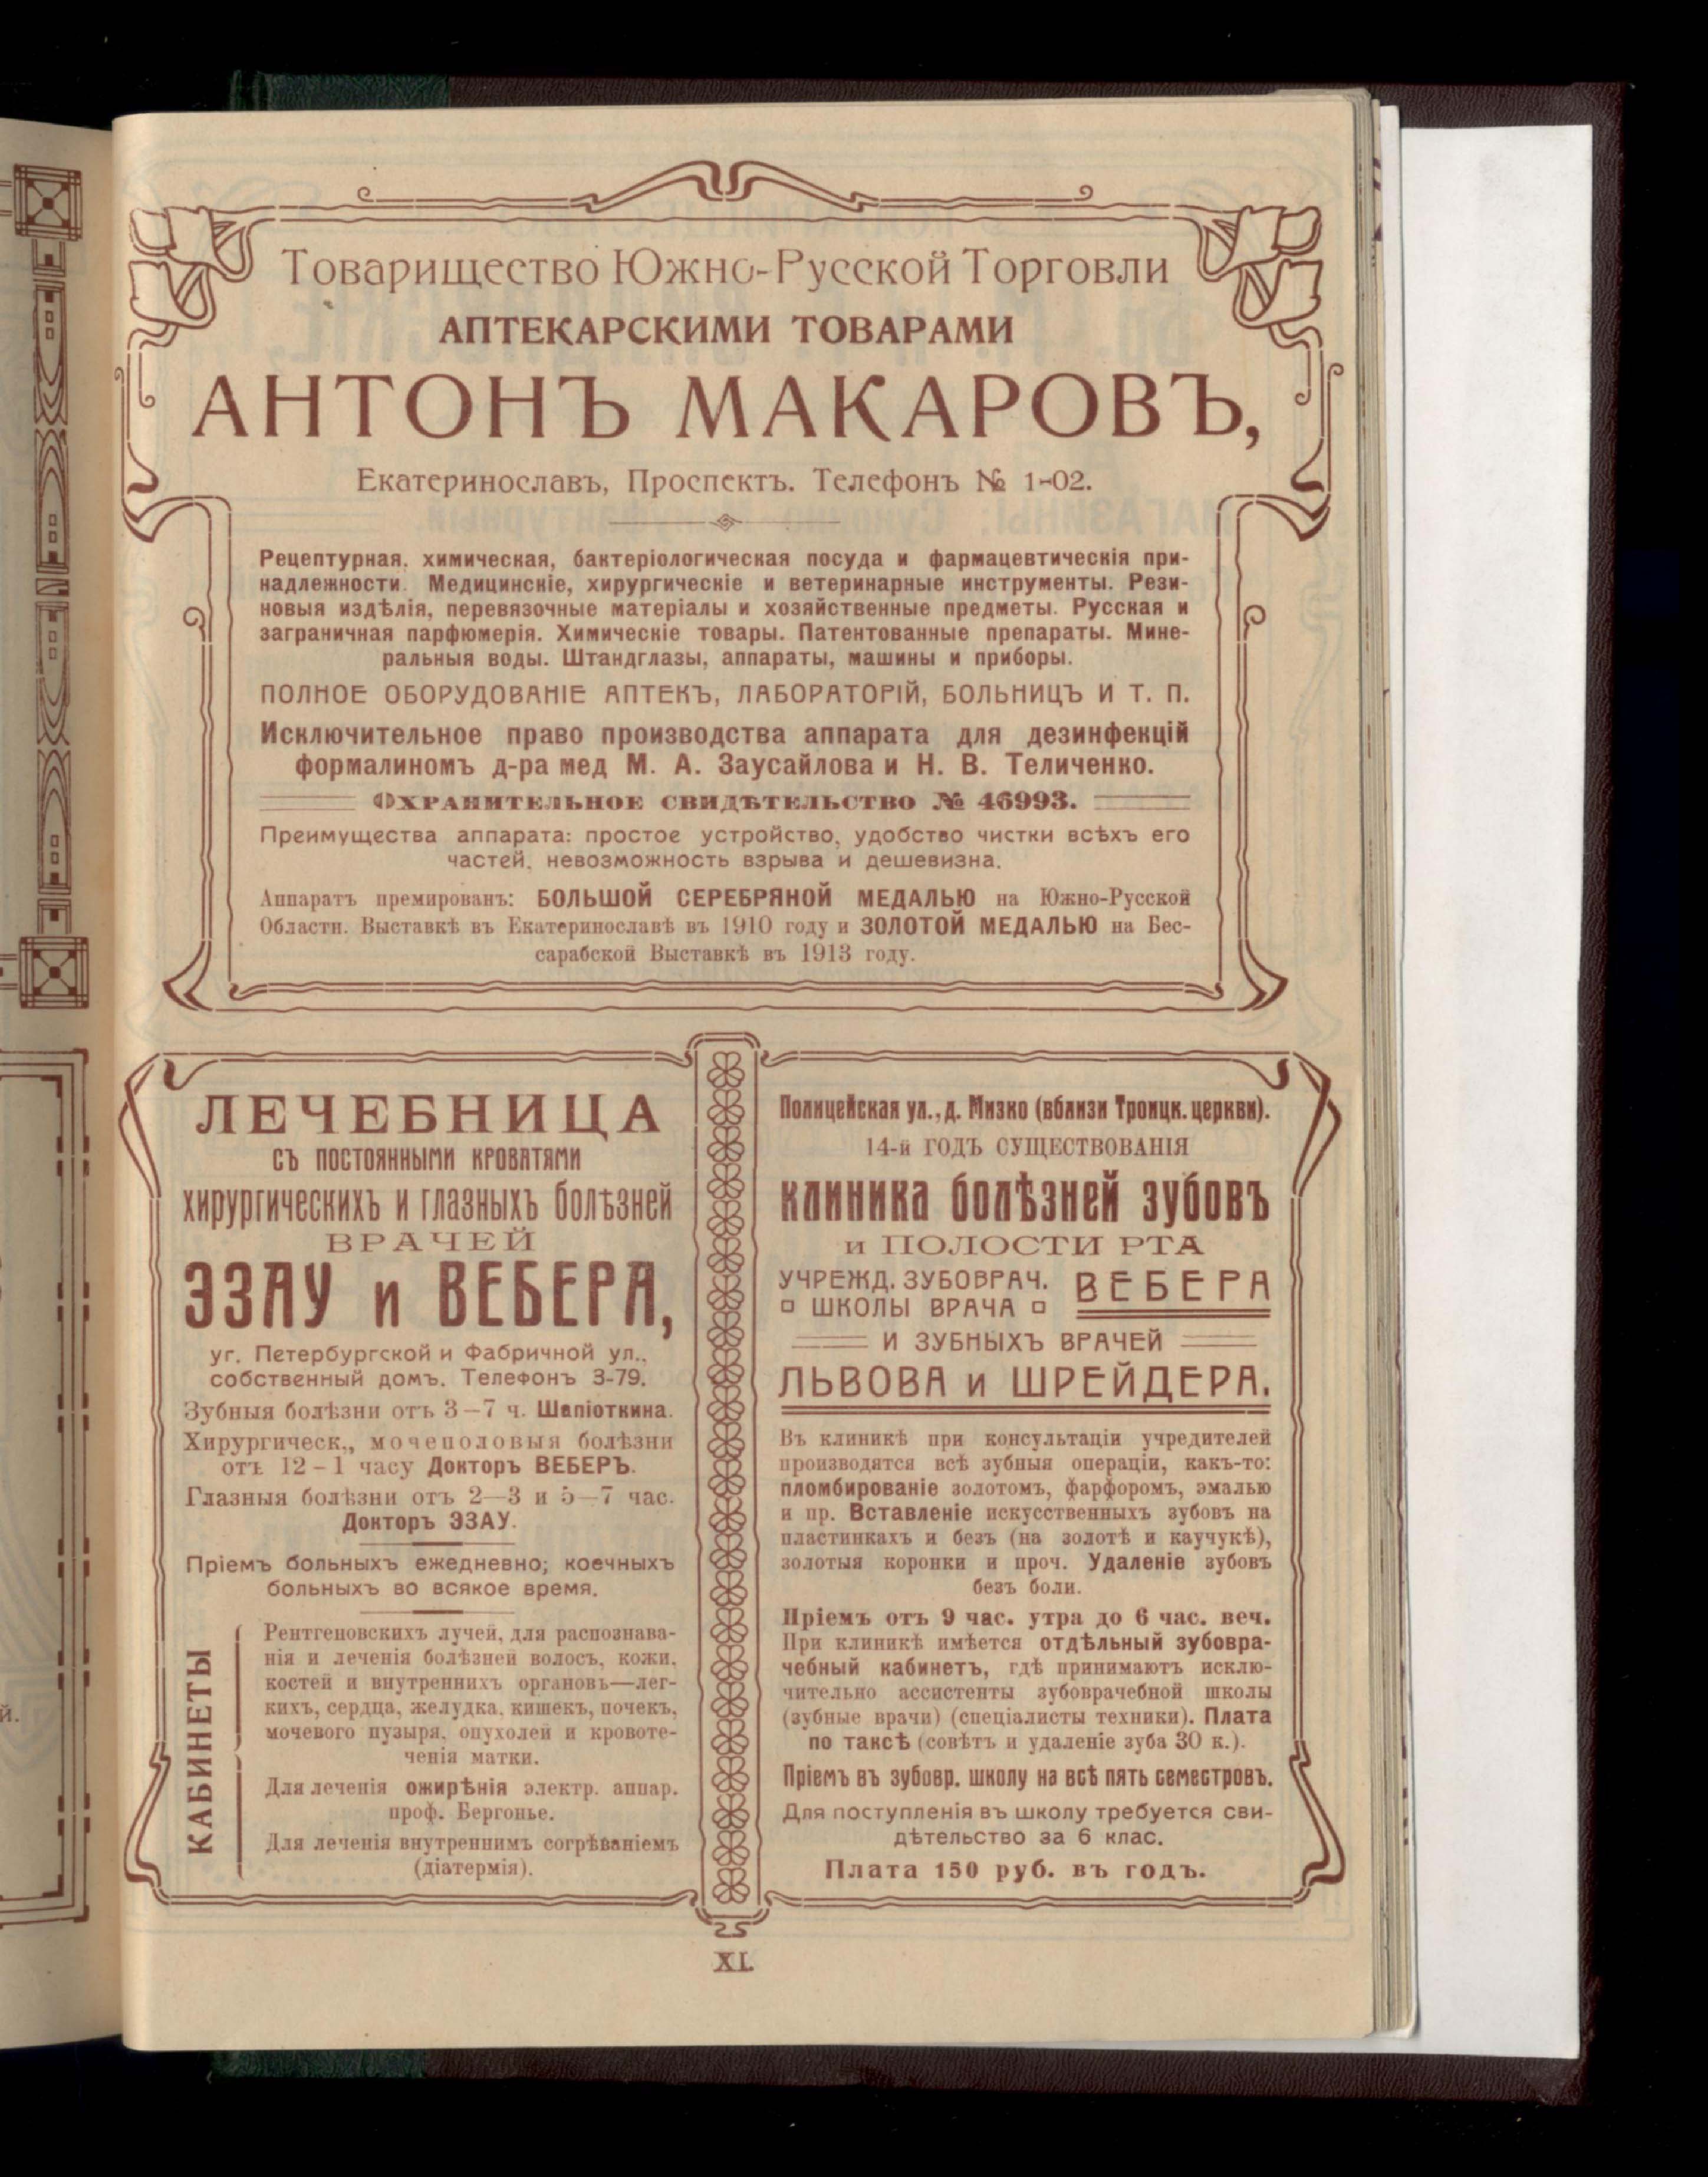 Товарищество Южно-Русской Торговли
АПТЕКАРСКИМИ ТОВАРАМИ
АНТОНЪ МАКАРОВЪ,
Екатеринославъ, Проспектъ. Телефонъ № 1-02.
Рецептурная, химическая, бактеріологическая посуда и фармацевтическія при-
надлежности. Медицинскіе, хирургическіе и ветеринарные инструменты. Рези-
новыя издѣлія, перевязочные матеріалы и хозяйственные предметы. Русская и
заграничная парфюмерія. Химическіе товары. Патентованные препараты. Мине-
ральныя воды. Штандглазы, аппараты, машины и приборы.
ПОЛНОЕ ОБОРУДОВАНІЕ АПТЕКЪ, ЛАБОРАТОРІЙ, БОЛЬНИЦЪ И Т. П.
Исключительное право производства аппарата для дезинфекцій
формалиномъ д-ра мед М. А. Заусайлова и Н. В. Теличенко.
ОХРАНИТЕЛЬНОЕ СВИДѢТЕЛЬСТВО № 46993.
Преимущества аппарата: простое устройство, удобство чистки всѣхъ его
частей, невозможность взрыва и дешевизна.
Аппаратъ премированъ: БОЛЬШОЙ СЕРЕБРЯНОЙ МЕДАЛЬЮ на Южно-Русской
Области. Выставкѣ въ Екатеринославѣ въ 1910 году и ЗОЛОТОЙ МЕДАЛЬЮ на Бес-
сарабской Выставкѣ въ 1913 году.
ЛЕЧЕБНИЦА
СЪ ПОСТОЯННЫМИ КРОВАТЯМИ
хирургическихъ и глазныхъ болѣзней
ВРАЧЕЙ
ЭЗАУ и ВЕБЕРА,
уг. Петербургской и Фабричной ул.,
собственный домъ. Телефонъ 3-79.
Зубныя болѣзни отъ 3—7 ч. Шапіоткина.
Хирургическ., мочеполовыя болѣзни
отъ 12-1 часу Докторъ ВЕБЕРЪ.
Глазныя болѣзни отъ 2—3 и 5—7 час.
Докторъ ЭЗАУ.
Пріемъ больныхъ ежедневно; коечныхъ
больныхъ во всякое время.
КАБИНЕТЫ
Рентгеновскихъ лучей, для распознава-
нія и леченія болѣзней волосъ, кожи,
костей и внутреннихъ органовъ—лег-
кихъ, сердца, желудка, кишекъ, почекъ,
мочевого пузыря, опухолей и кровоте-
ченія матки.
Для леченія ожирѣнія электр. аппар.
проф. Бергонье.
Для леченія внутреннимъ согрѣваніемъ
(діатермія).
Полицейская ул., д. Мизко (вблизи Троицк. церкви).
14-й ГОДЪ СУЩЕСТВОВАНІЯ
клиника болѣзней зубовъ
и ПОЛОСТИ РТА
УЧРЕЖД. ЗУБОВРАЧ. ВЕБЕРА
ШКОЛЫ ВРАЧА
И ЗУБНЫХЪ ВРАЧЕЙ
ЛЬВОВА и ШРЕЙДЕРА.
Въ клиникѣ при консультаціи учредителей
производятся всѣ зубныя операціи, какъ-то:
пломбированіе золотомъ, фарфоромъ, эмалью
и пр. Вставленіе искусственныхъ зубовъ на
пластинкахъ и безъ (на золотѣ и каучукѣ),
золотыя коронки и проч. Удаленіе зубовъ
безъ боли.
Пріемъ отъ 9 час. утра до 6 час. веч.
При клиникѣ имѣется отдѣльный зубовра-
чебный кабинетъ, гдѣ принимаютъ исклю-
чительно ассистенты зубоврачебной школы
(зубные врачи) (спеціалисты техники). Плата
по таксѣ (совѣтъ и удаленіе зуба 30 к.).
Пріемъ въ зубовр. школу на всѣ пять семестровъ.
Для поступленія въ школу требуется сви-
дѣтельство за 6 клас.
Плата 150 руб. въ годъ.
XI.
й.